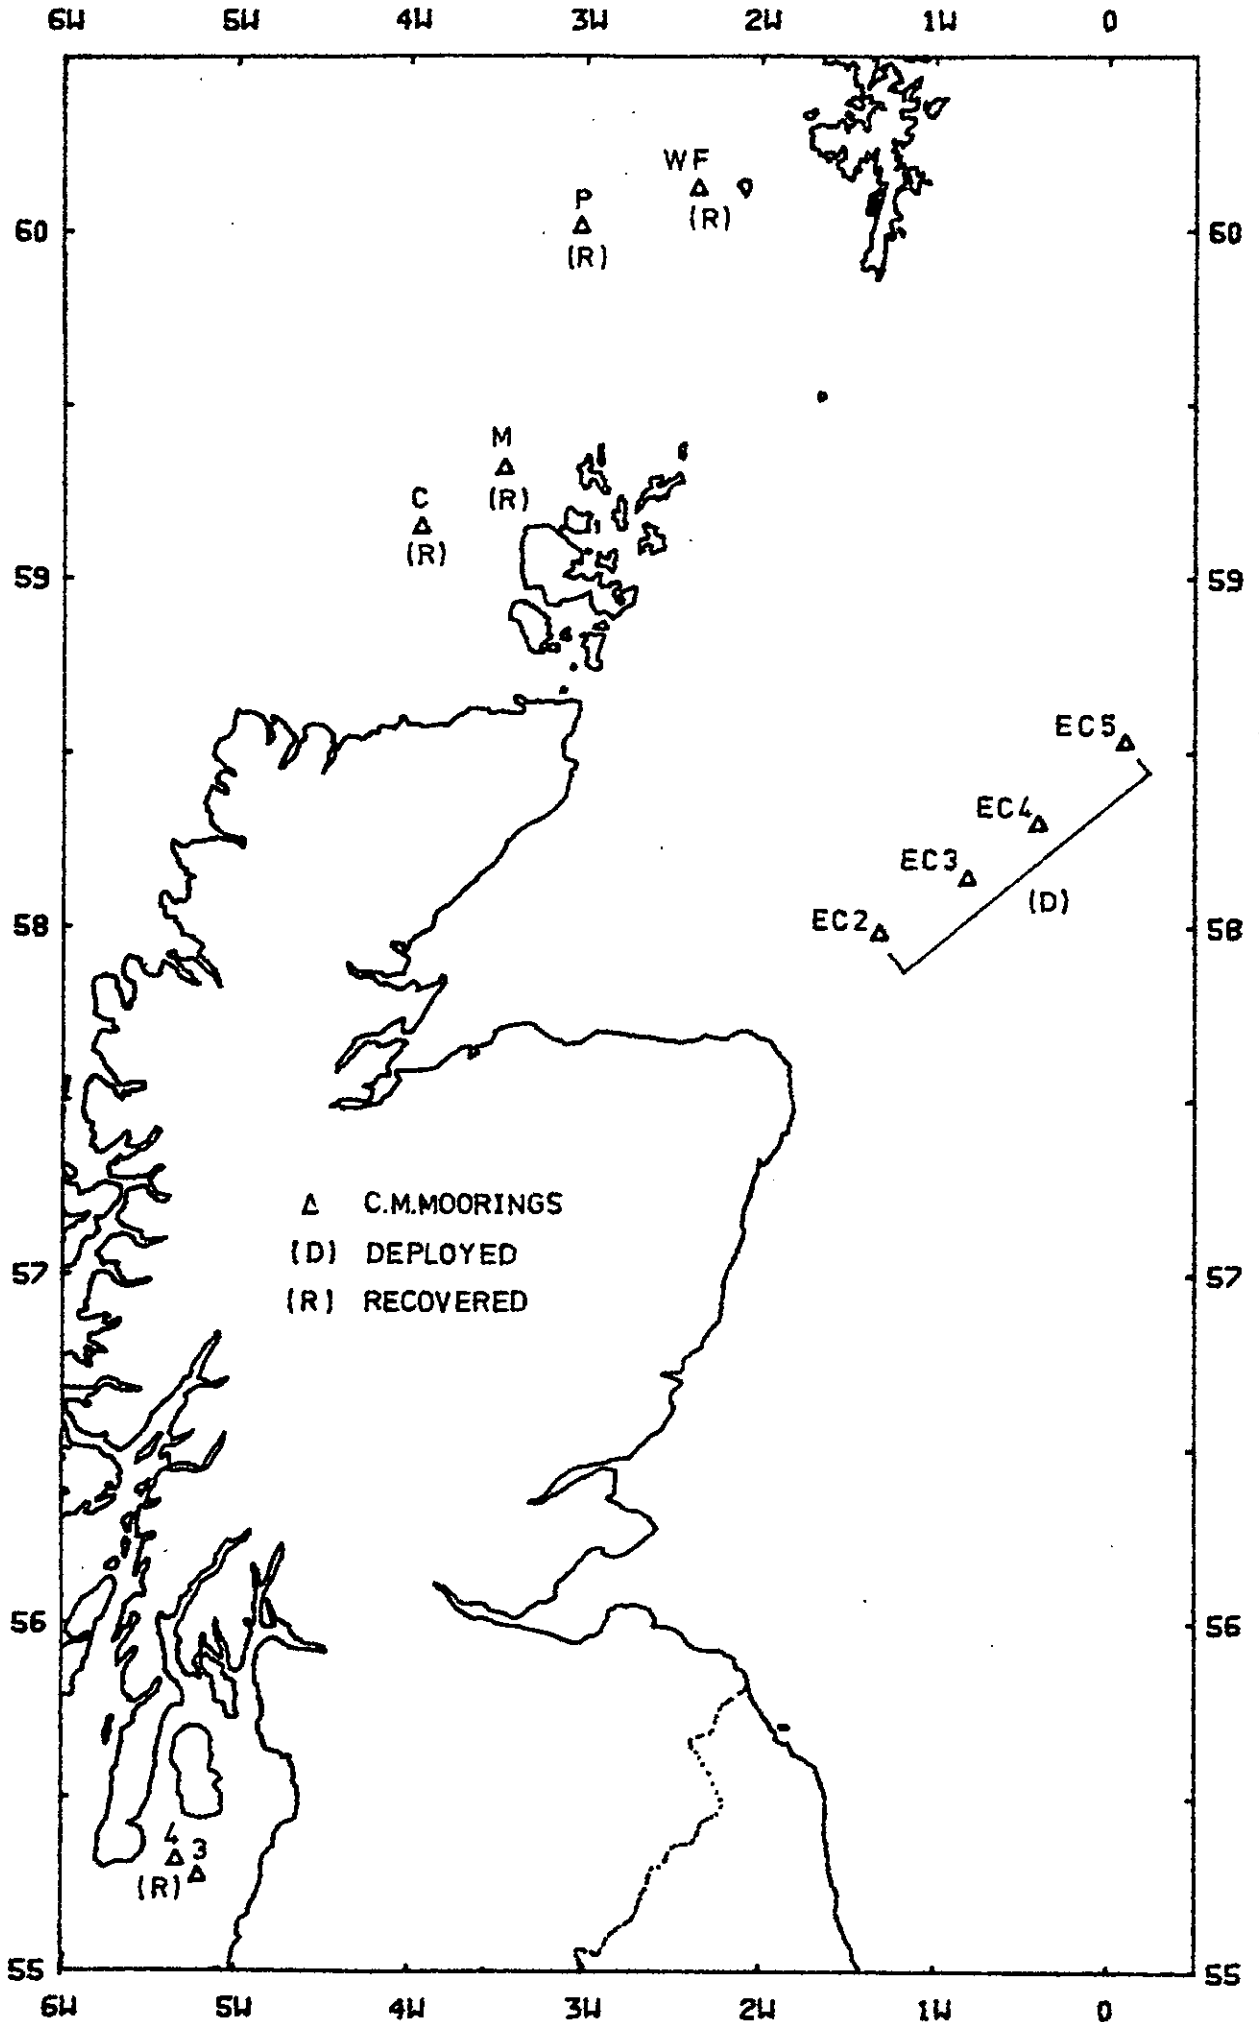 6W 5W 4W 3W 2W 1W 0
WF
(R)
P
(R)
60 60
M
(R)
C
(R)
59 59
EC5
EC4
EC3
(D)
EC2
58 58
Δ C.M.MOORINGS
(D) DEPLOYED
(R) RECOVERED
57 57
56 56
4 3
(R)
55 55
6W 5W 4W 3W 2W 1W 0